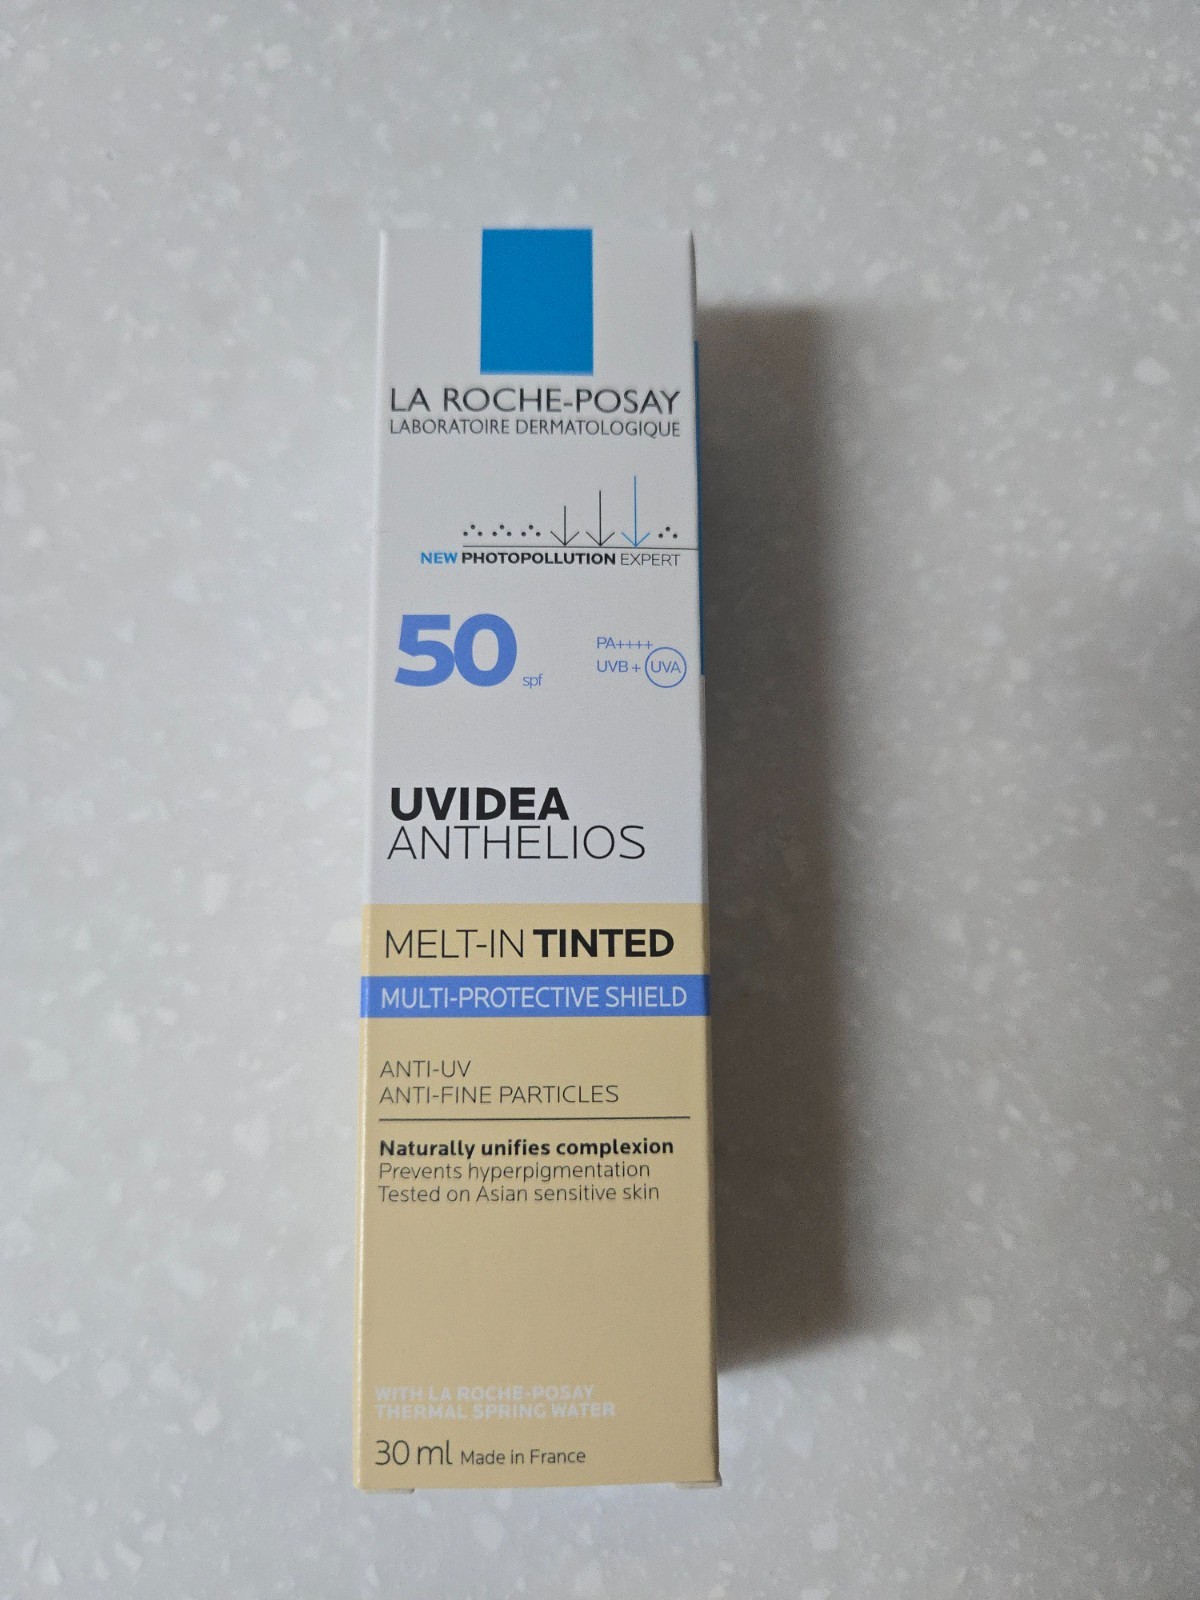 LA ROCHE-POSAY
LABORATOIRE DERMATOLOGIQUE
NEW PHOTOPOLLUTION EXPERT
50 spf
PA++++
UVB + UVA
UVIDEA
ANTHELIOS
MELT-IN TINTED
MULTI-PROTECTIVE SHIELD
ANTI-UV
ANTI-FINE PARTICLES
Naturally unifies complexion
Prevents hyperpigmentation
Tested on Asian sensitive skin
WITH LA ROCHE-POSAY
THERMAL SPRING WATER
30 ml Made in France